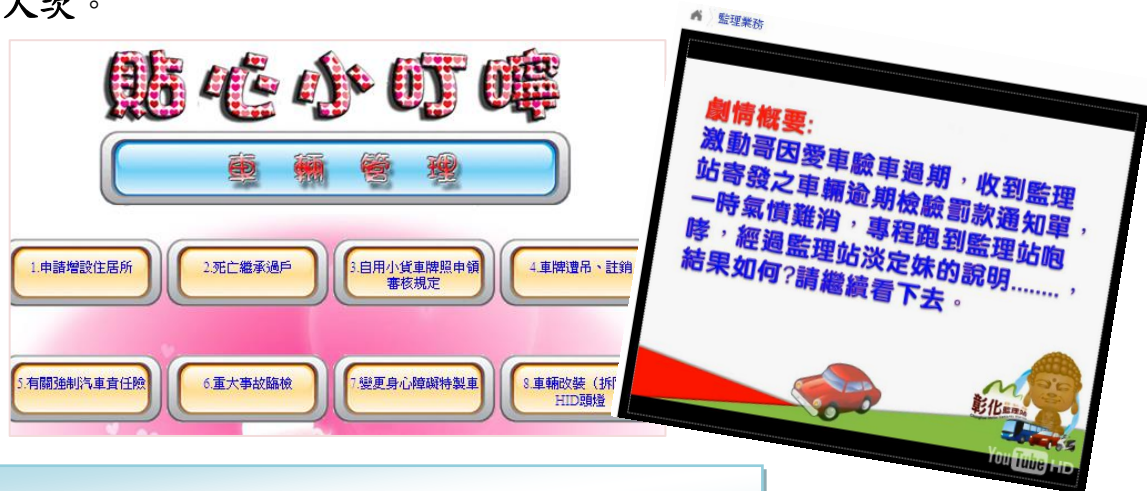 人次。
貼心小叮嚀
車輛管理
1.申請增設住居所
2.死亡繼承過戶
3.自用小貨車牌照申領
審核規定
4.車牌遭吊、註銷
5.有關強制汽車責任險
6.重大事故臨檢
7.變更身心障礙特製車
8.車輛改裝（拆
HID頭燈
監理業務
劇情概要:
激動哥因愛車驗車過期，收到監理
站寄發之車輛逾期檢驗罰款通知單，
一時氣憤難消，專程跑到監理站咆
哮，經過監理站淡定妹的說明........，
結果如何?請繼續看下去。
彰化監理站
YouTube HD